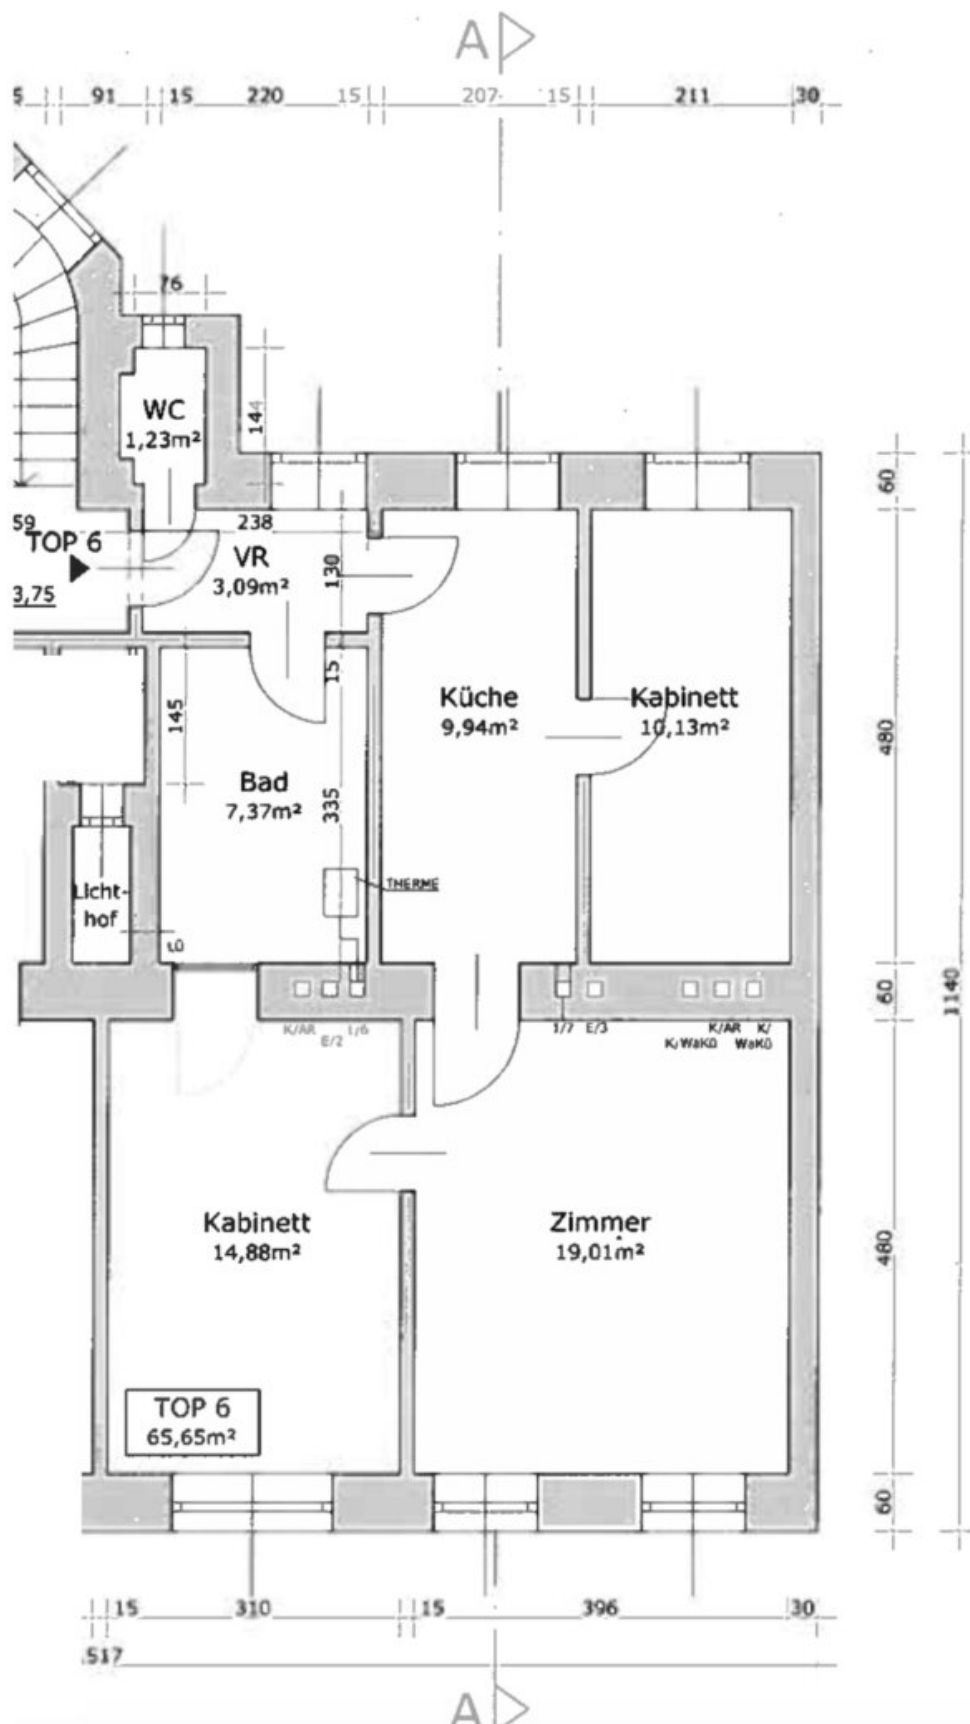 A
5 91 15 220 15 207 15 211 30
76
WC
1,23m²
144
59
TOP 6
3,75
238
VR
3,09m²
130
60
15
145
Küche
9,94m²
Kabinett
10,13m²
480
Bad
7,37m²
335
THERME
Licht-
hof
LÜ
60
1140
K/AR
E/2
1/6
1/7 E/3
K/WaKü
K/AR
K/
WaKü
Kabinett
14,88m²
Zimmer
19,01m²
480
TOP 6
65,65m²
60
15 310 15 396 30
.517
A